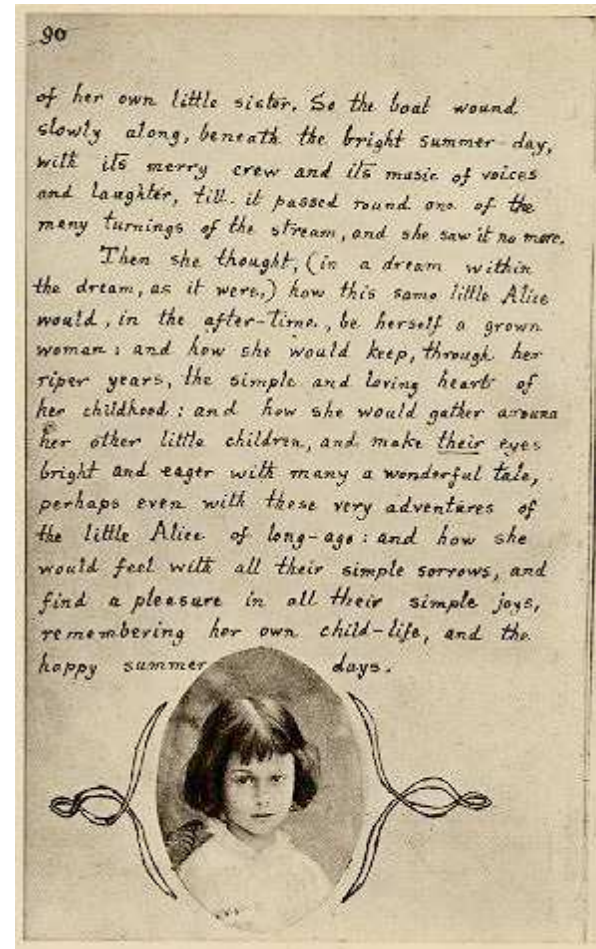 90
of her own little sister. So the boat wound
slowly along, beneath the bright summer-day,
with its merry crew and its music of voices
and laughter, till it passed round one of the
many turnings of the stream, and she saw it no more.
Then she thought, (in a dream within
the dream, as it were,) how this same little Alice
would, in the after-time, be herself a grown
woman: and how she would keep, through her
riper years, the simple and loving heart of
her childhood: and how she would gather around
her other little children, and make their eyes
bright and eager with many a wonderful tale,
perhaps even with these very adventures of
the little Alice of long-ago: and how she
would feel with all their simple sorrows, and
find a pleasure in all their simple joys,
remembering her own child-life, and the
happy summer days.